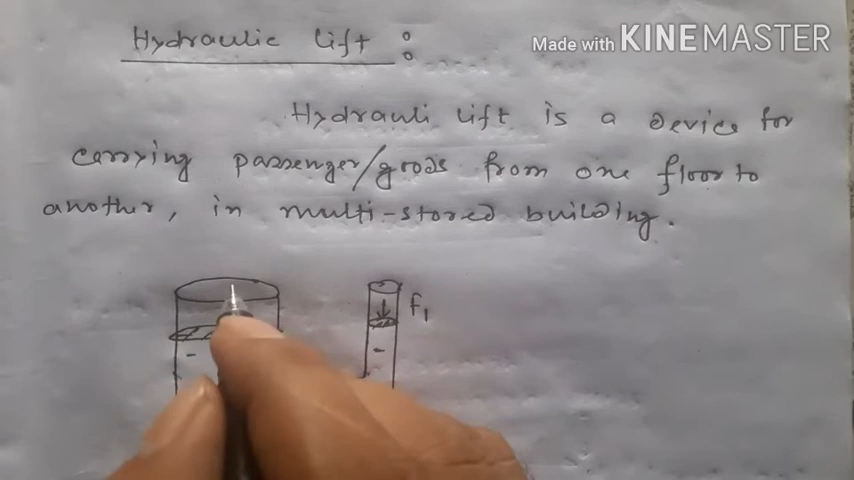 Hydraulic lift :
Made with KINEMASTER
Hydrauli lift is a device for
carrying passenger/goods from one floor to
another, in multi-stored building.
F1